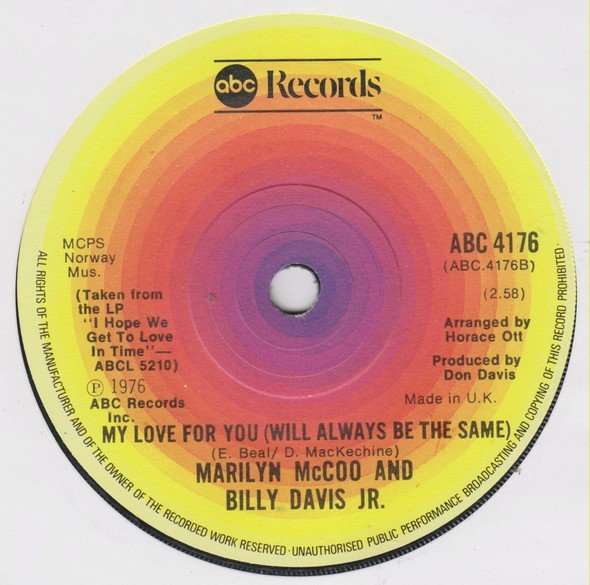 abc Records
TM
MCPS
Norway
Mus.
(Taken from
the LP
"I Hope We
Get To Love
In Time"—
ABCL 5210)
Ⓟ 1976
ABC Records
Inc.
ABC 4176
(ABC.4176B)
(2.58)
Arranged by
Horace Ott
Produced by
Don Davis
Made in U.K.
MY LOVE FOR YOU (WILL ALWAYS BE THE SAME)
(E. Beal/ D. MacKechine)
MARILYN McCOO AND
BILLY DAVIS JR.
ALL RIGHTS OF THE MANUFACTURER AND OF THE OWNER OF THE RECORDED WORK RESERVED·UNAUTHORISED PUBLIC PERFORMANCE BROADCASTING AND COPYING OF THIS RECORD PROHIBITED·